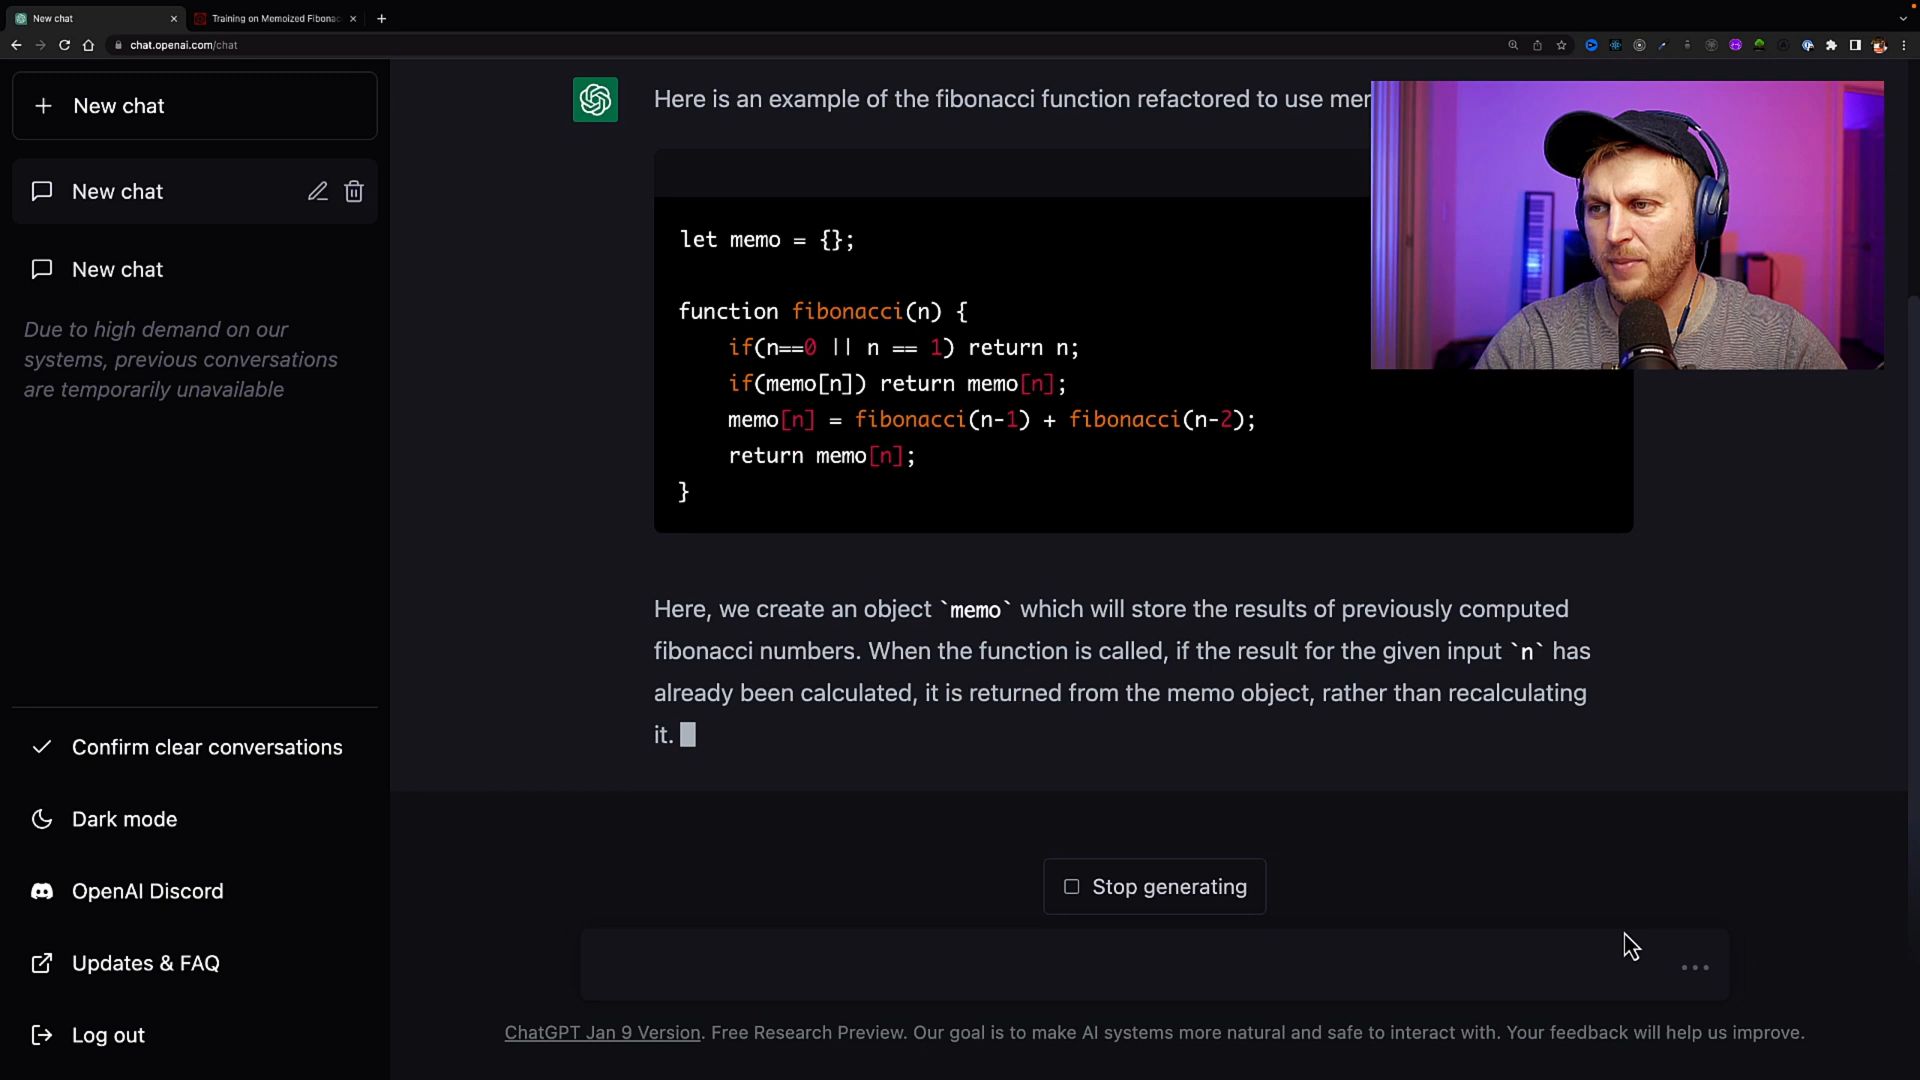 New chat
Training on Memoized Fibonac
chat.openai.com/chat
New chat
New chat
New chat
Due to high demand on our
systems, previous conversations
are temporarily unavailable
Confirm clear conversations
Dark mode
OpenAI Discord
Updates & FAQ
Log out
Here is an example of the fibonacci function refactored to use
let memo = {};
function fibonacci(n) {
if(n==0 || n == 1) return n;
if(memo[n]) return memo[n];
memo[n] = fibonacci(n-1) + fibonacci(n-2);
return memo[n];
}
Here, we create an object `memo` which will store the results of previously computed
fibonacci numbers. When the function is called, if the result for the given input `n` has
already been calculated, it is returned from the memo object, rather than recalculating
it.
Stop generating
ChatGPT Jan 9 Version. Free Research Preview. Our goal is to make AI systems more natural and safe to interact with. Your feedback will help us improve.